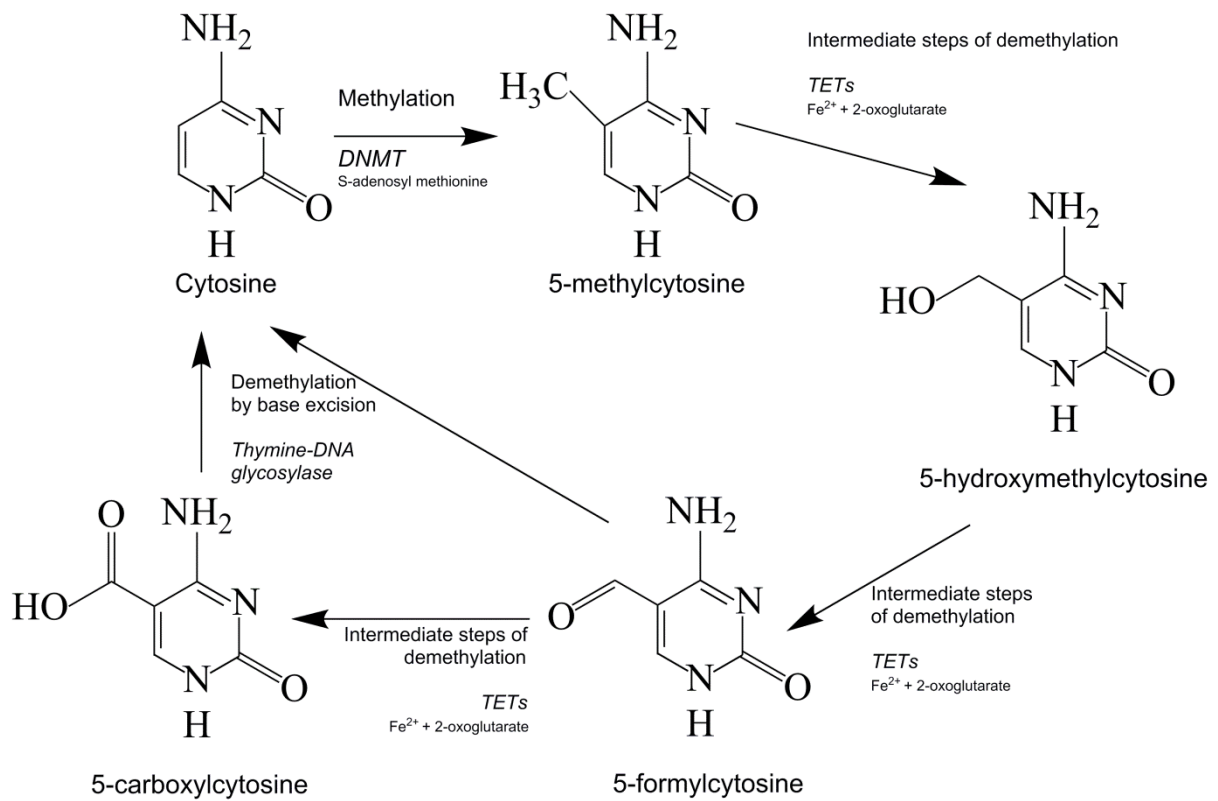 NH₂
N
N
H
O
Cytosine
Methylation
DNMT
S-adenosyl methionine
NH₂
H₃C
N
N
H
O
5-methylcytosine
Intermediate steps of demethylation
TETs
Fe²⁺ + 2-oxoglutarate
NH₂
HO
N
N
H
O
5-hydroxymethylcytosine
Intermediate steps
of demethylation
TETs
Fe²⁺ + 2-oxoglutarate
NH₂
O
N
N
H
O
5-formylcytosine
Intermediate steps of
demethylation
TETs
Fe²⁺ + 2-oxoglutarate
O
NH₂
HO
N
N
H
O
5-carboxylcytosine
Demethylation
by base excision
Thymine-DNA
glycosylase